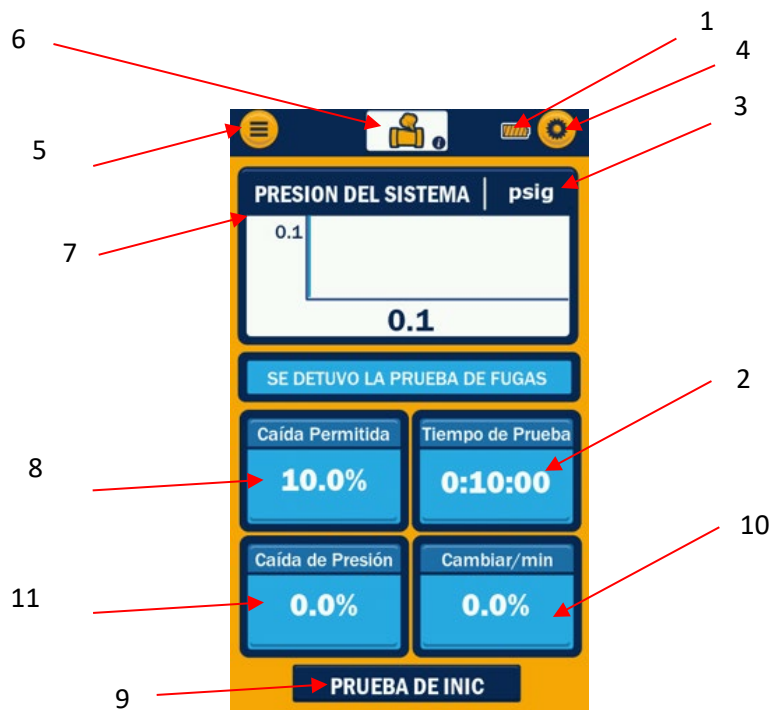 6
1
4
5
3
PRESION DEL SISTEMA | psig
7
0.1
0.1
SE DETUVO LA PRUEBA DE FUGAS
2
Caída Permitida
Tiempo de Prueba
8
10.0%
0:10:00
10
Caída de Presión
Cambiar/min
11
0.0%
0.0%
9
PRUEBA DE INIC